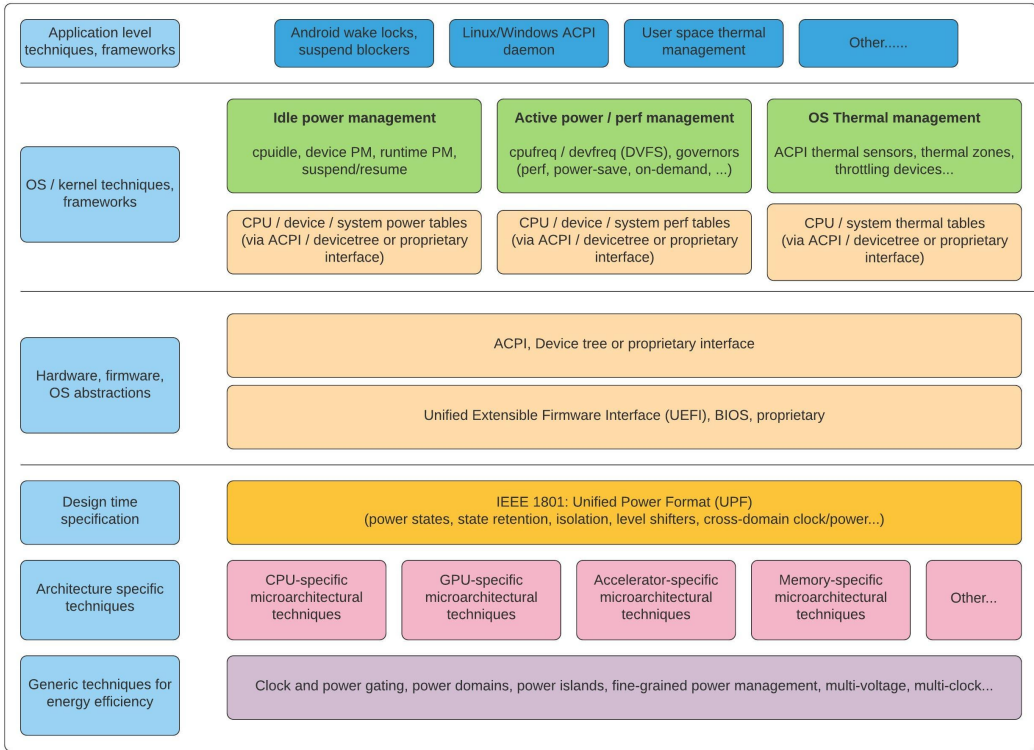 Application level
techniques, frameworks
Android wake locks,
suspend blockers
Linux/Windows ACPI
daemon
User space thermal
management
Other......
OS / kernel techniques,
frameworks
Idle power management
cpuidle, device PM, runtime PM,
suspend/resume
Active power / perf management
cpufreq / devfreq (DVFS), governors
(perf, power-save, on-demand, ...)
OS Thermal management
ACPI thermal sensors, thermal zones,
throttling devices...
CPU / device / system power tables
(via ACPI / devicetree or proprietary
interface)
CPU / device / system perf tables
(via ACPI / devicetree or proprietary
interface)
CPU / system thermal tables
(via ACPI / devicetree or proprietary
interface)
Hardware, firmware,
OS abstractions
ACPI, Device tree or proprietary interface
Unified Extensible Firmware Interface (UEFI), BIOS, proprietary
Design time
specification
IEEE 1801: Unified Power Format (UPF)
(power states, state retention, isolation, level shifters, cross-domain clock/power...)
Architecture specific
techniques
CPU-specific
microarchitectural
techniques
GPU-specific
microarchitectural
techniques
Accelerator-specific
microarchitectural
techniques
Memory-specific
microarchitectural
techniques
Other...
Generic techniques for
energy efficiency
Clock and power gating, power domains, power islands, fine-grained power management, multi-voltage, multi-clock...